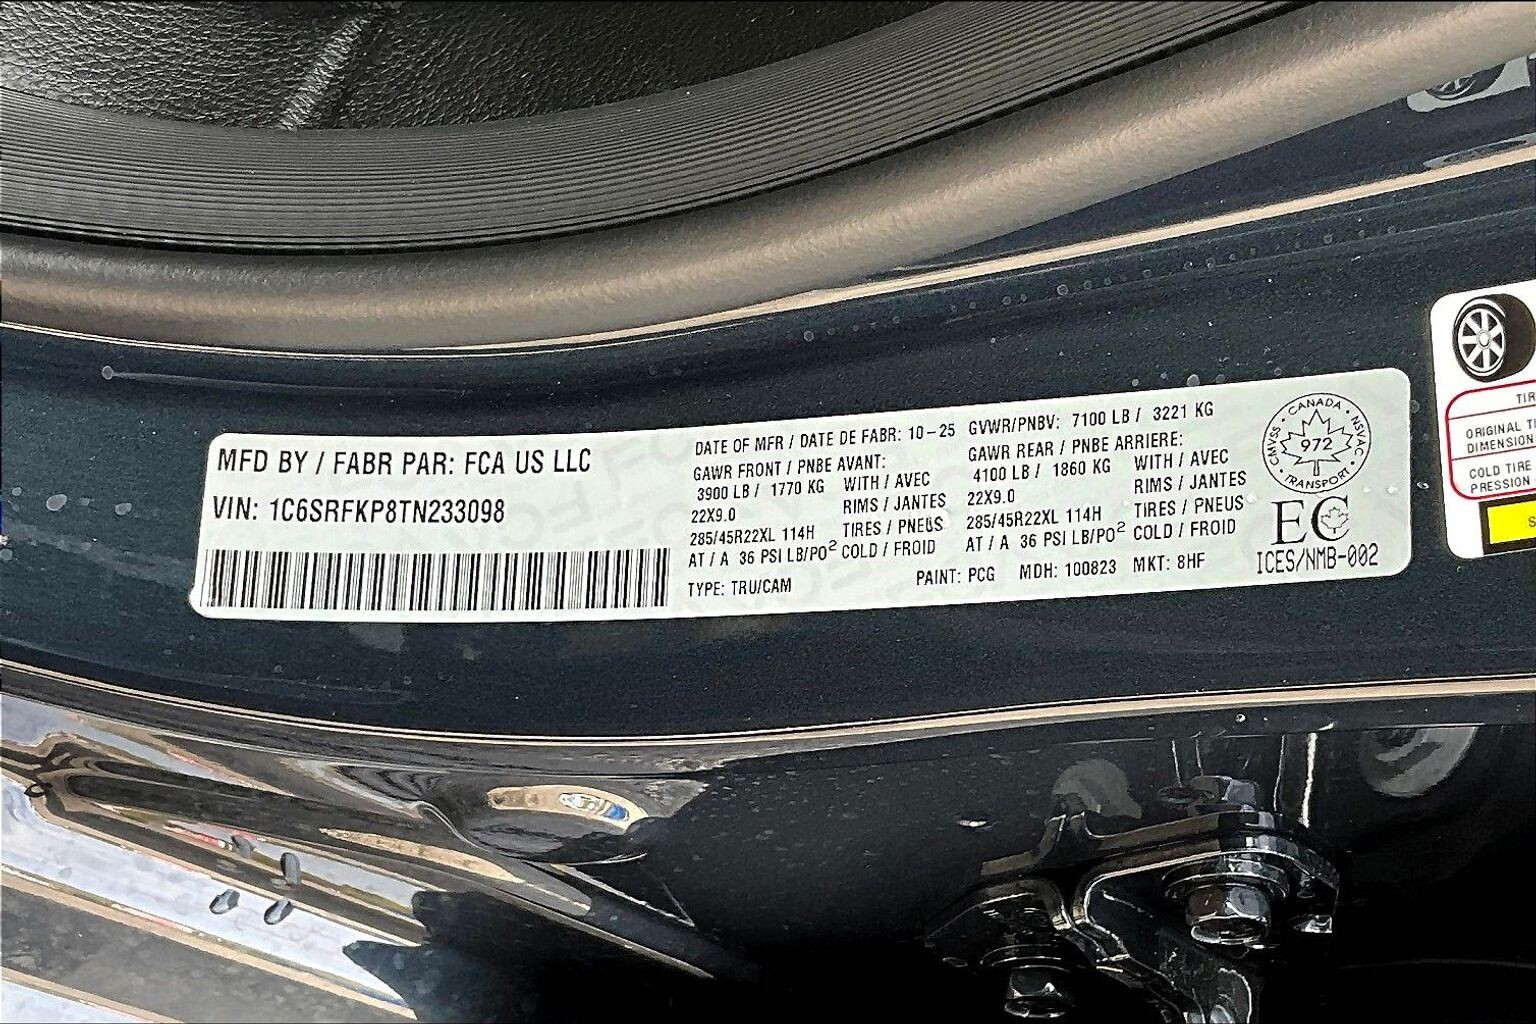 MFD BY / FABR PAR: FCA US LLC
VIN: 1C6SRFKP8TN233098
DATE OF MFR / DATE DE FABR: 10-25 GVWR/PNBV: 7100 LB / 3221 KG
GAWR FRONT / PNBE AVANT:
3900 LB / 1770 KG WITH / AVEC
22X9.0 RIMS / JANTES
285/45R22XL 114H TIRES / PNEUS
AT / A 36 PSI LB/PO² COLD / FROID
GAWR REAR / PNBE ARRIERE:
4100 LB / 1860 KG WITH / AVEC
22X9.0 RIMS / JANTES
285/45R22XL 114H TIRES / PNEUS
AT / A 36 PSI LB/PO² COLD / FROID
TYPE: TRU/CAM PAINT: PCG MDH: 100823 MKT: 8HF
CANADA • NSVAC • TRANSPORT • CMVSS •
972
EC
ICES/NMB-002
TIR
ORIGINAL TI
DIMENSION
COLD TIRE
PRESSION
S